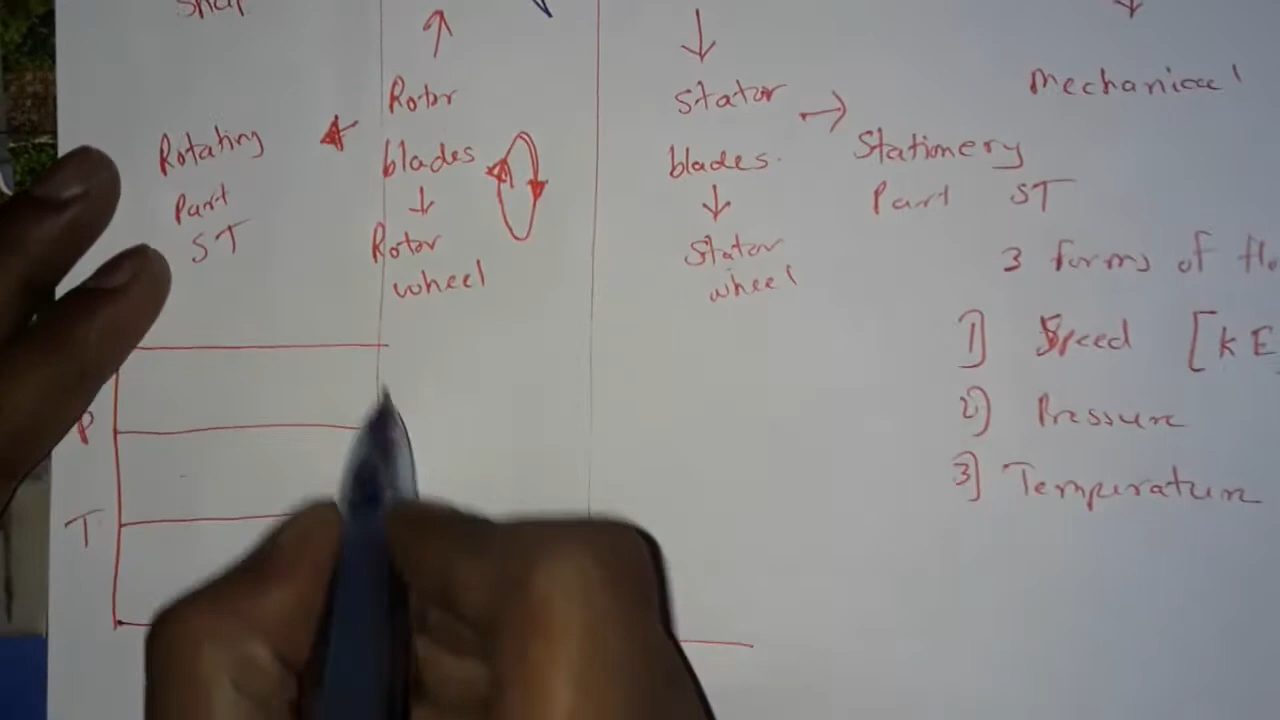 Rotor
blades
Rotor
wheel
Rotating
Part
ST
Stator
blades.
Stator
wheel
Stationery
Part ST
Mechanical
3 forms of
1) Speed [KE
2) Pressure
3) Temperature
P
T